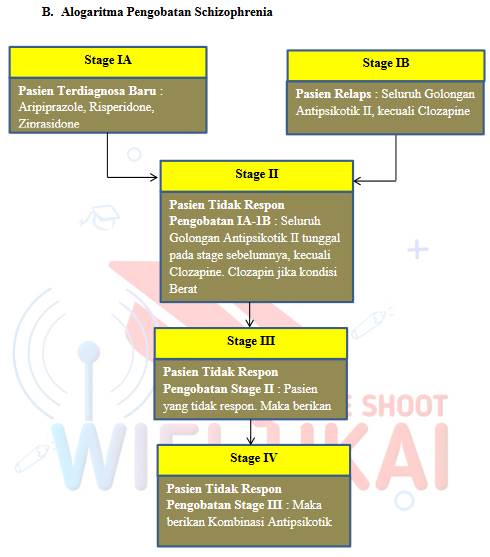 B. Alogaritma Pengobatan Schizophrenia
Stage IA
Pasien Terdiagnosa Baru :
Aripiprazole, Risperidone,
Ziorasidone
Stage IB
Pasien Relaps : Seluruh Golongan
Antipsikotik II, kecuali Clozapine
Stage II
Pasien Tidak Respon
Pengobatan IA-1B : Seluruh
Golongan Antipsikotik II tunggal
pada stage sebelumnya, kecuali
Clozapine. Clozapin jika kondisi
Berat
Stage III
Pasien Tidak Respon
Pengobatan Stage II : Pasien
yang tidak respon. Maka berikan
Stage IV
Pasien Tidak Respon
Pengobatan Stage III : Maka
berikan Kombinasi Antipsikotik
SHOOT